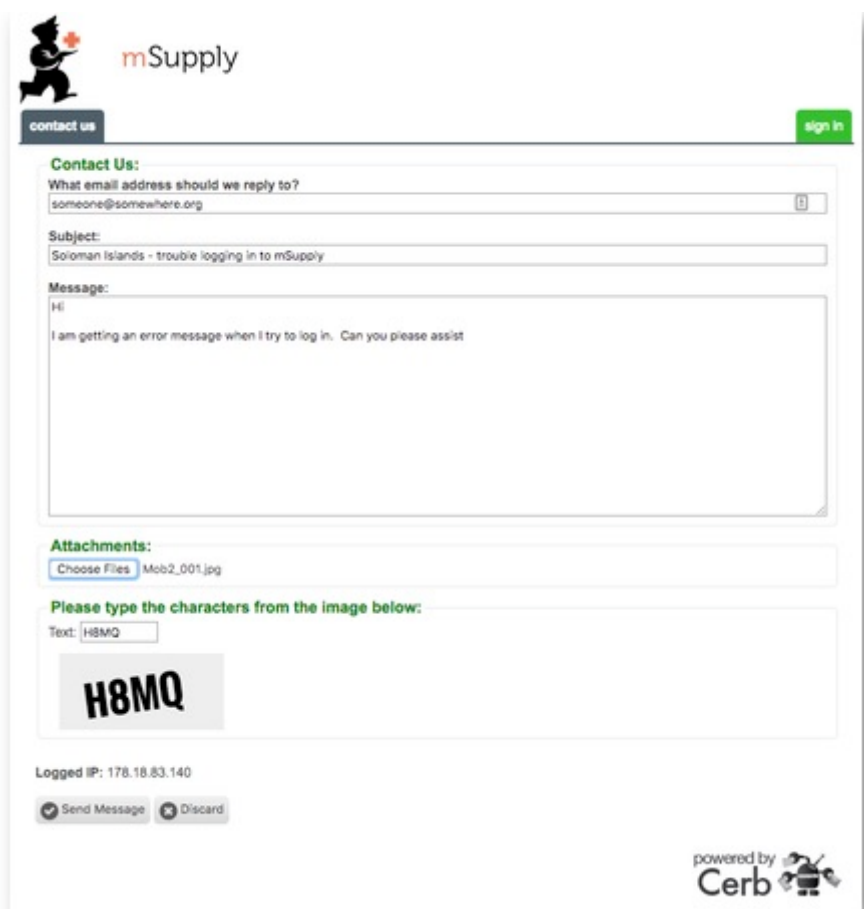 mSupply
contact us
sign in
Contact Us:
What email address should we reply to?
someone@somewhere.org
Subject:
Soloman Islands - trouble logging in to mSupply
Message:
Hi
I am getting an error message when I try to log in. Can you please assist
Attachments:
Choose Files Mob2_001.jpg
Please type the characters from the image below:
Text: H8MQ
H8MQ
Logged IP: 178.18.83.140
Send Message Discard
powered by
Cerb